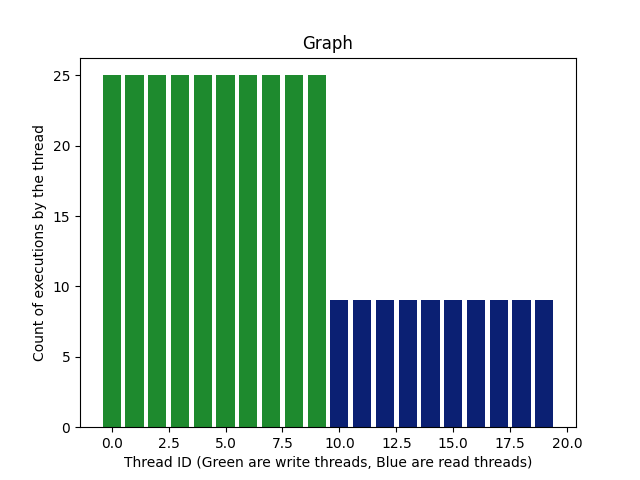 Graph
Count of executions by the thread
25
20
15
10
5
0
0.0 2.5 5.0 7.5 10.0 12.5 15.0 17.5 20.0
Thread ID (Green are write threads, Blue are read threads)